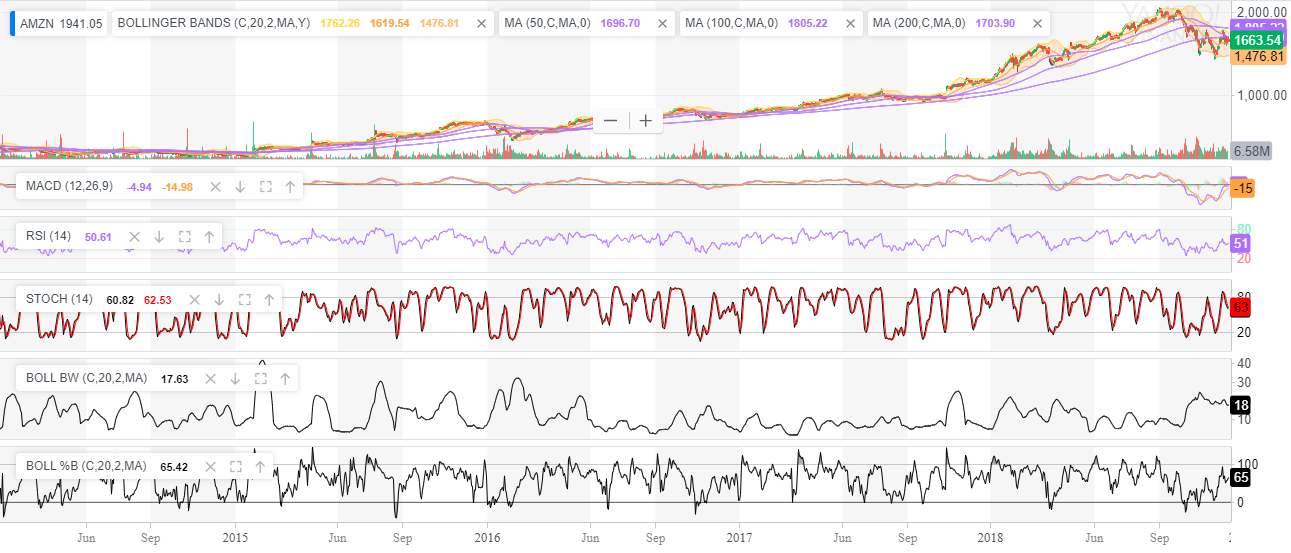 AMZN 1941.05
BOLLINGER BANDS (C,20,2,MA,Y) 1762.26 1619.54 1476.81
MA (50,C,MA,0) 1696.70
MA (100,C,MA,0) 1805.22
MA (200,C,MA,0) 1703.90
2,000.00
1,805.22
1663.54
1,476.81
1,000.00
6.58M
MACD (12,26,9) -4.94 -14.98
-15
RSI (14) 50.61
80
51
20
STOCH (14) 60.82 62.53
80
63
20
BOLL BW (C,20,2,MA) 17.63
40
30
18
10
BOLL %B (C,20,2,MA) 65.42
100
65
0
Jun Sep 2015 Jun Sep 2016 Jun Sep 2017 Jun Sep 2018 Jun Sep